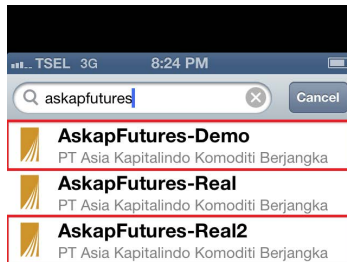 TSEL 3G 8:24 PM
askapfutures
Cancel
AskapFutures-Demo
PT Asia Kapitalindo Komoditi Berjangka
AskapFutures-Real
PT Asia Kapitalindo Komoditi Berjangka
AskapFutures-Real2
PT Asia Kapitalindo Komoditi Berjangka